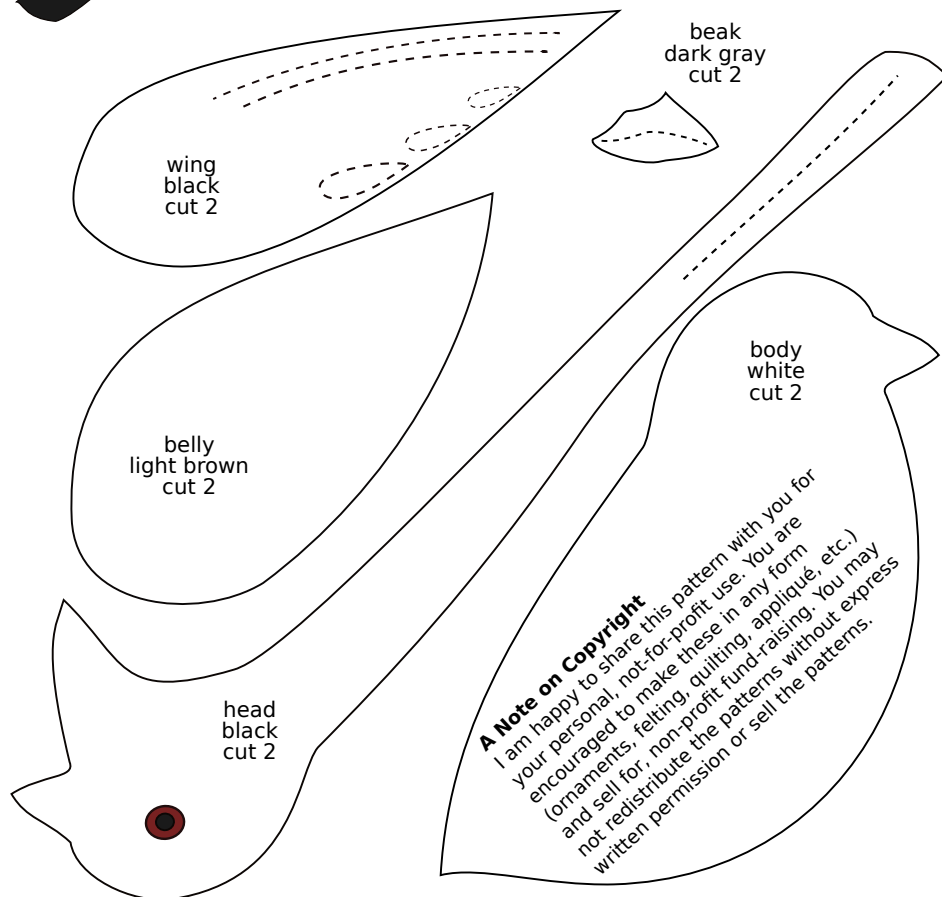 beak
dark gray
cut 2
wing
black
cut 2
body
white
cut 2
belly
light brown
cut 2
head
black
cut 2
A Note on Copyright
I am happy to share this pattern with you for
your personal, not-for-profit use. You are
encouraged to make these in any form
(ornaments, felting, quilting, appliqué, etc.)
and sell for, non-profit fund-raising. You may
not redistribute the patterns without express
written permission or sell the patterns.